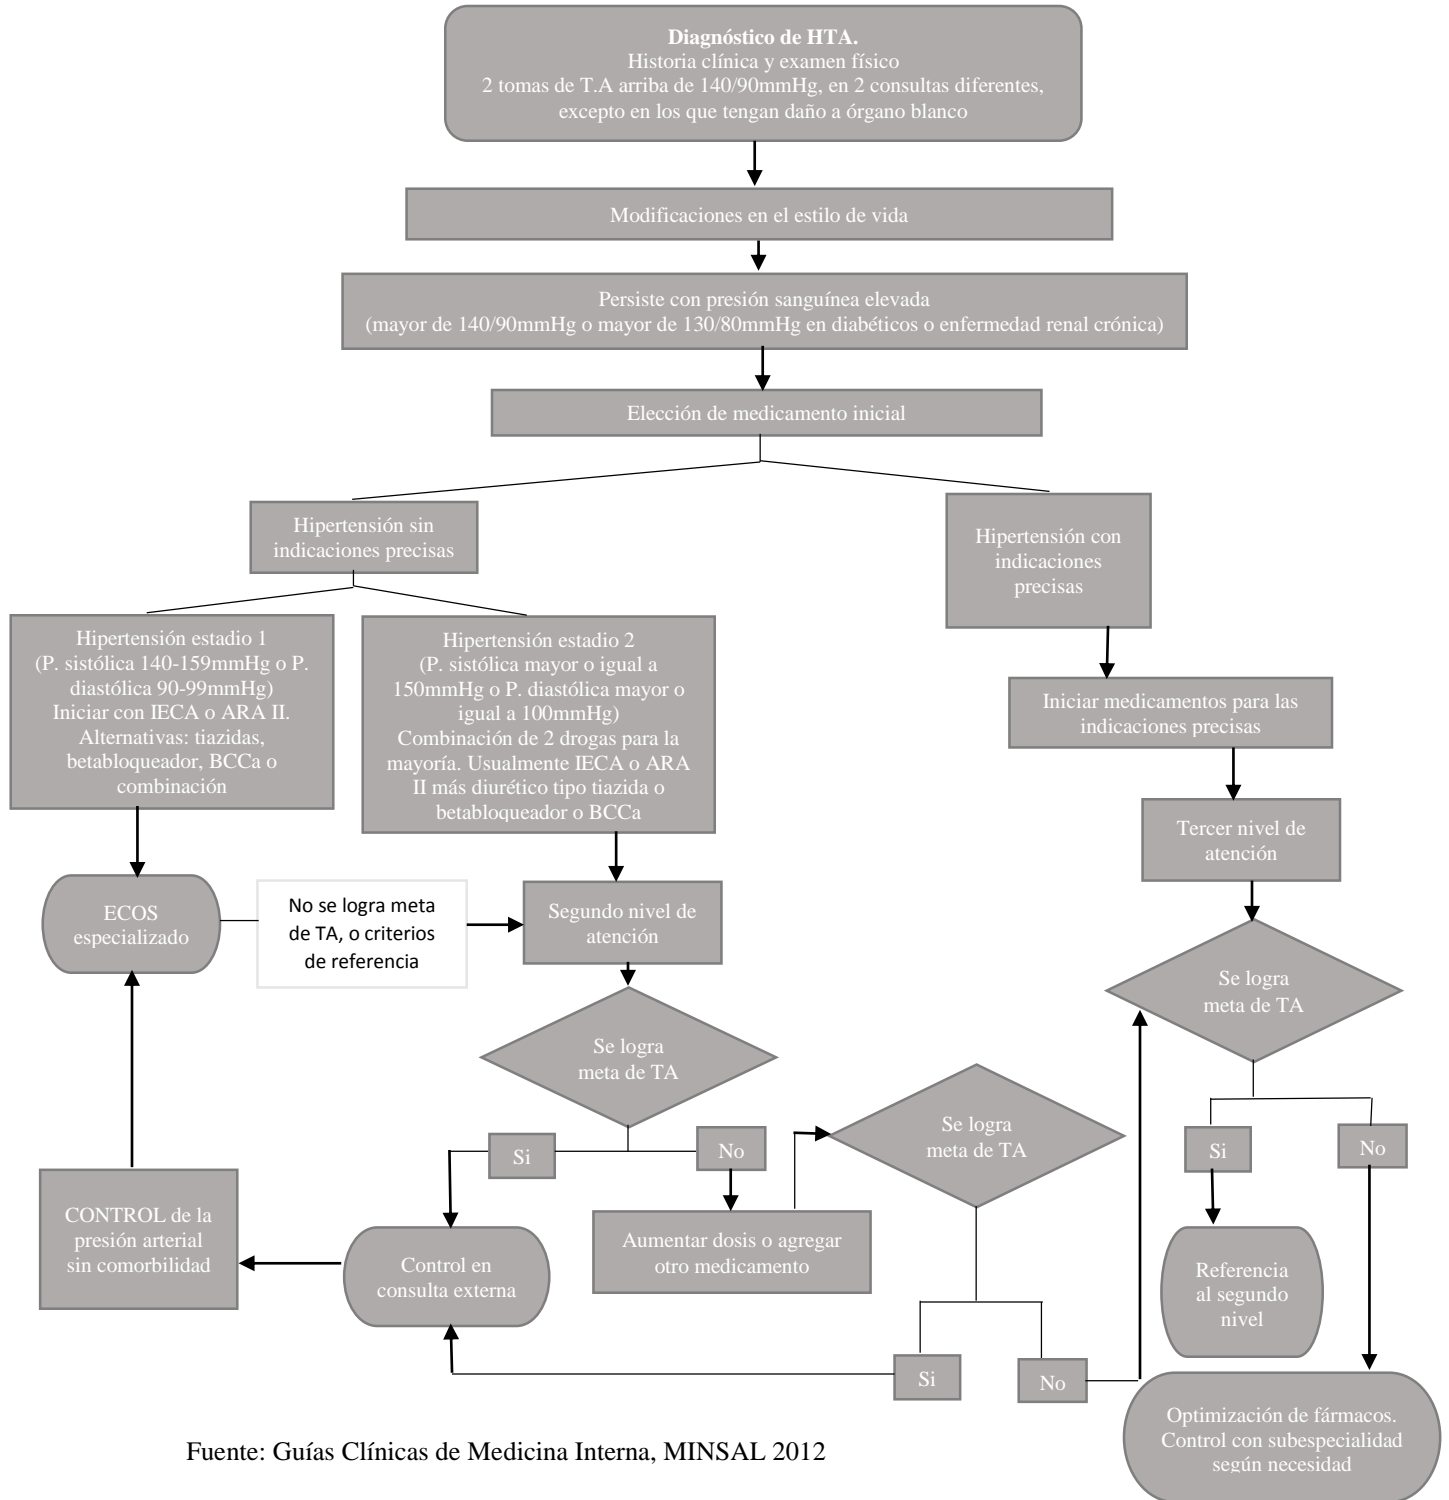 Diagnóstico de HTA.
Historia clínica y examen físico
2 tomas de T.A arriba de 140/90mmHg, en 2 consultas diferentes,
excepto en los que tengan daño a órgano blanco
Modificaciones en el estilo de vida
Persiste con presión sanguínea elevada
(mayor de 140/90mmHg o mayor de 130/80mmHg en diabéticos o enfermedad renal crónica)
Elección de medicamento inicial
Hipertensión sin
indicaciones precisas
Hipertensión con
indicaciones
precisas
Hipertensión estadio 1
(P. sistólica 140-159mmHg o P.
diastólica 90-99mmHg)
Iniciar con IECA o ARA II.
Alternativas: tiazidas,
betabloqueador, BCCa o
combinación
Hipertensión estadio 2
(P. sistólica mayor o igual a
150mmHg o P. diastólica mayor o
igual a 100mmHg)
Combinación de 2 drogas para la
mayoría. Usualmente IECA o ARA
II más diurético tipo tiazida o
betabloqueador o BCCa
Iniciar medicamentos para las
indicaciones precisas
Tercer nivel de
atención
ECOS
especializado
No se logra meta
de TA, o criterios
de referencia
Segundo nivel de
atención
Se logra
meta de TA
Se logra
meta de TA
Se logra
meta de TA
Si
No
Si
No
CONTROL de la
presión arterial
sin comorbilidad
Control en
consulta externa
Aumentar dosis o agregar
otro medicamento
Referencia
al segundo
nivel
Si
No
Optimización de fármacos.
Control con subespecialidad
según necesidad
Fuente: Guías Clínicas de Medicina Interna, MINSAL 2012